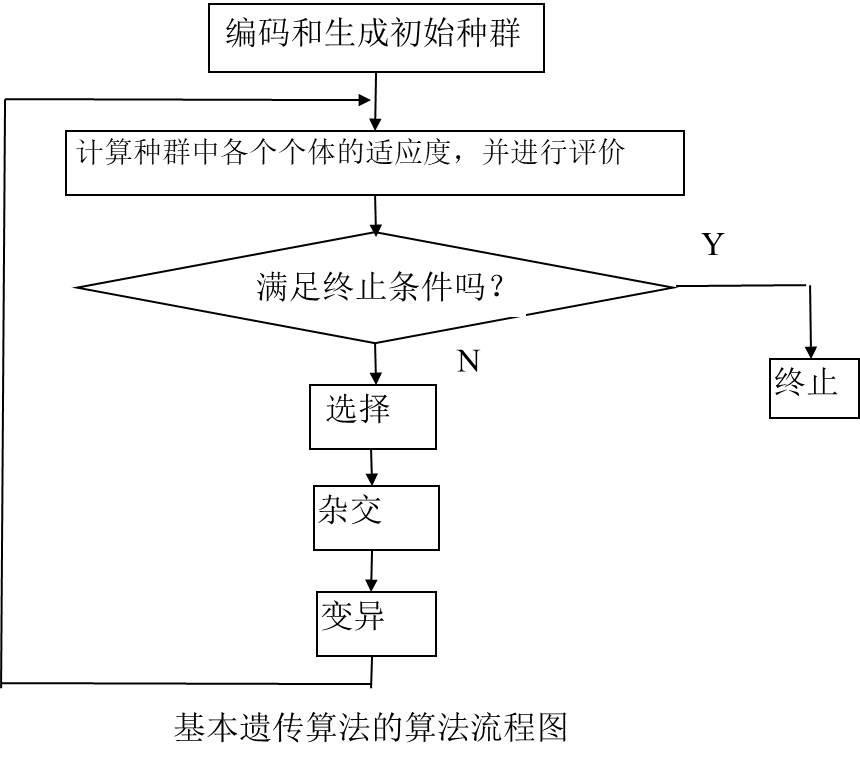 编码和生成初始种群
计算种群中各个个体的适应度，并进行评价
Y
满足终止条件吗？
N
终止
选择
杂交
变异
基本遗传算法的算法流程图